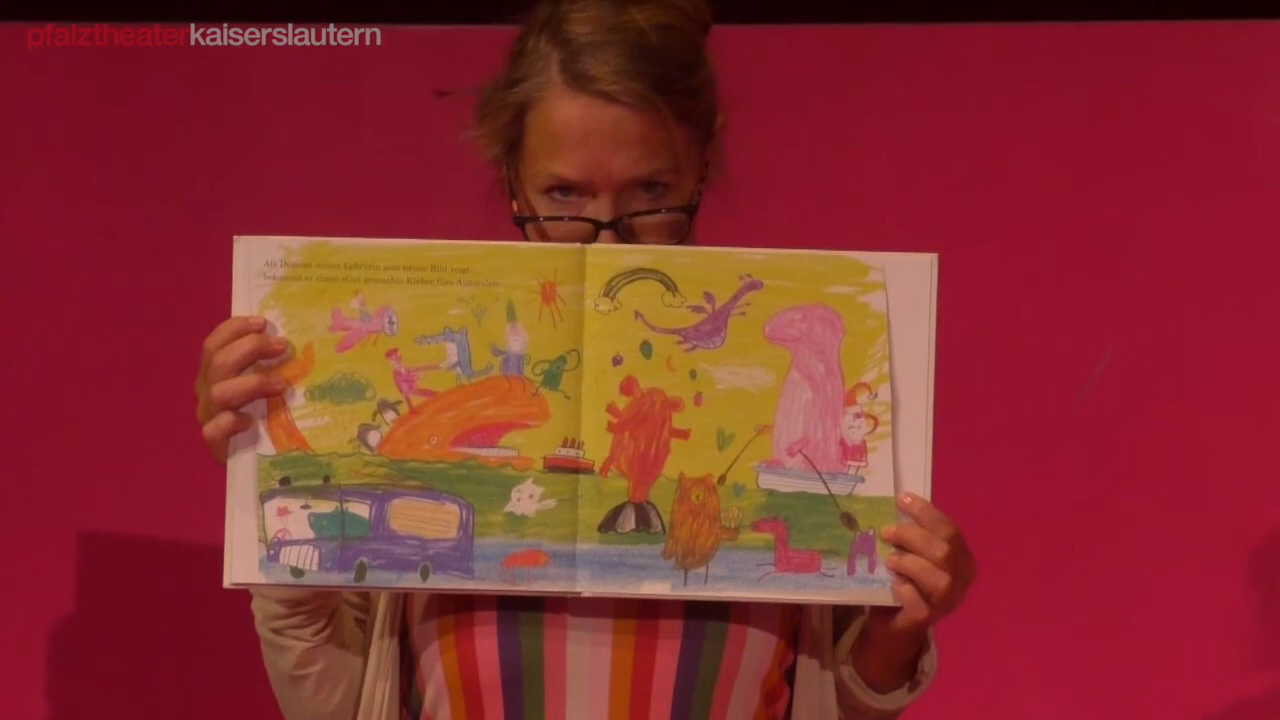 pfalztheaterkaiserslautern
Als Duncan seiner Lehrerin sein neues Bild zeigt,
bekommt er einen »Gut gemacht«-Kleber fürs Ausmalen